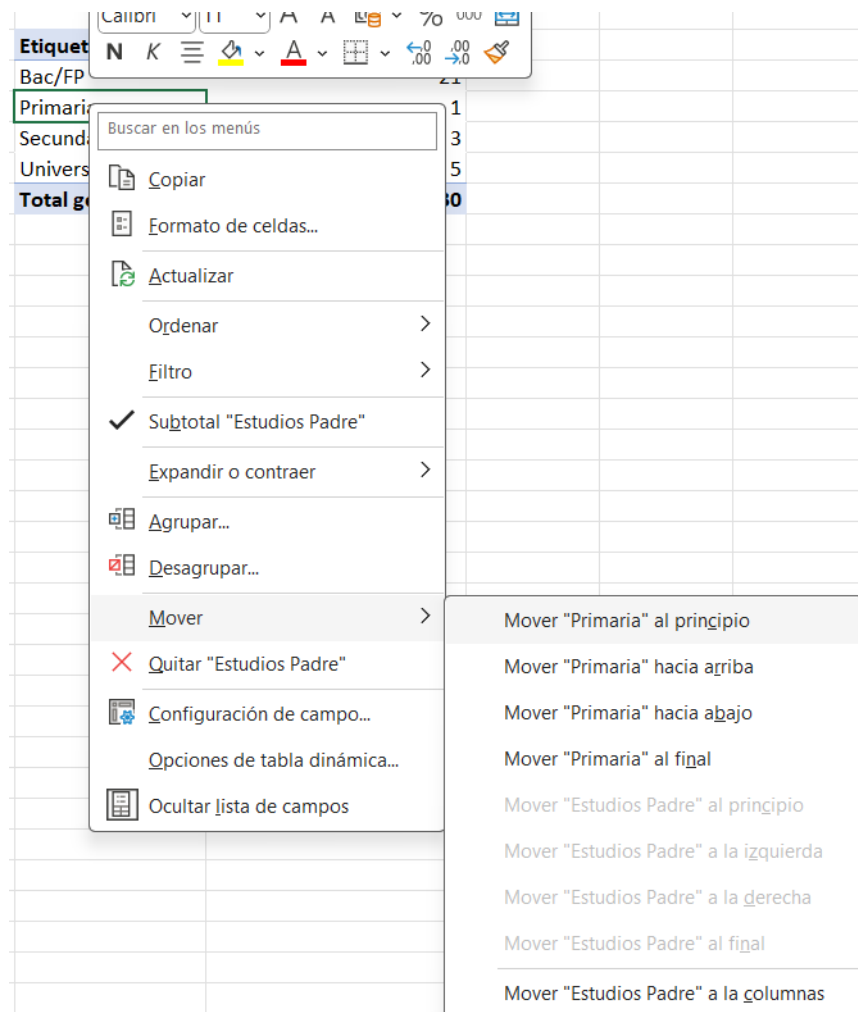 Calibri 11 A A % 000
Etiquet N K A ,00 ,00
Bac/FP 21
Primaria 1
Buscar en los menús
Secunda 3
Univers 5
Copiar
Total ge 30
Formato de celdas...
Actualizar
Ordenar
Filtro
Subtotal "Estudios Padre"
Expandir o contraer
Agrupar...
Desagrupar...
Mover
Quitar "Estudios Padre"
Configuración de campo...
Opciones de tabla dinámica...
Ocultar lista de campos
Mover "Primaria" al principio
Mover "Primaria" hacia arriba
Mover "Primaria" hacia abajo
Mover "Primaria" al final
Mover "Estudios Padre" al principio
Mover "Estudios Padre" a la izquierda
Mover "Estudios Padre" a la derecha
Mover "Estudios Padre" al final
Mover "Estudios Padre" a la columnas